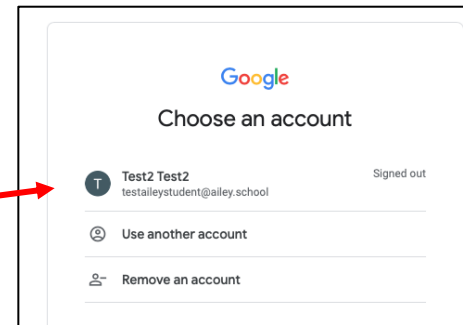 Google
Choose an account
T
Test2 Test2
Signed out
testaileystudent@ailey.school
Use another account
Remove an account